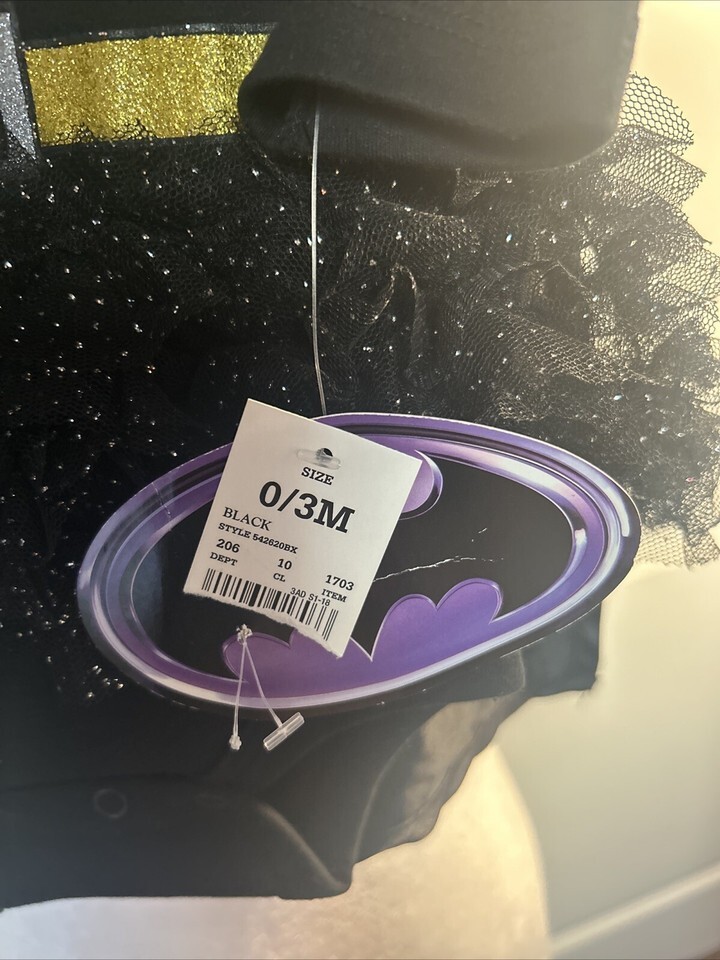 SIZE
0/3M
BLACK
STYLE 542620BX
206 10 1703
DEPT CL ITEM
3AD S1-18